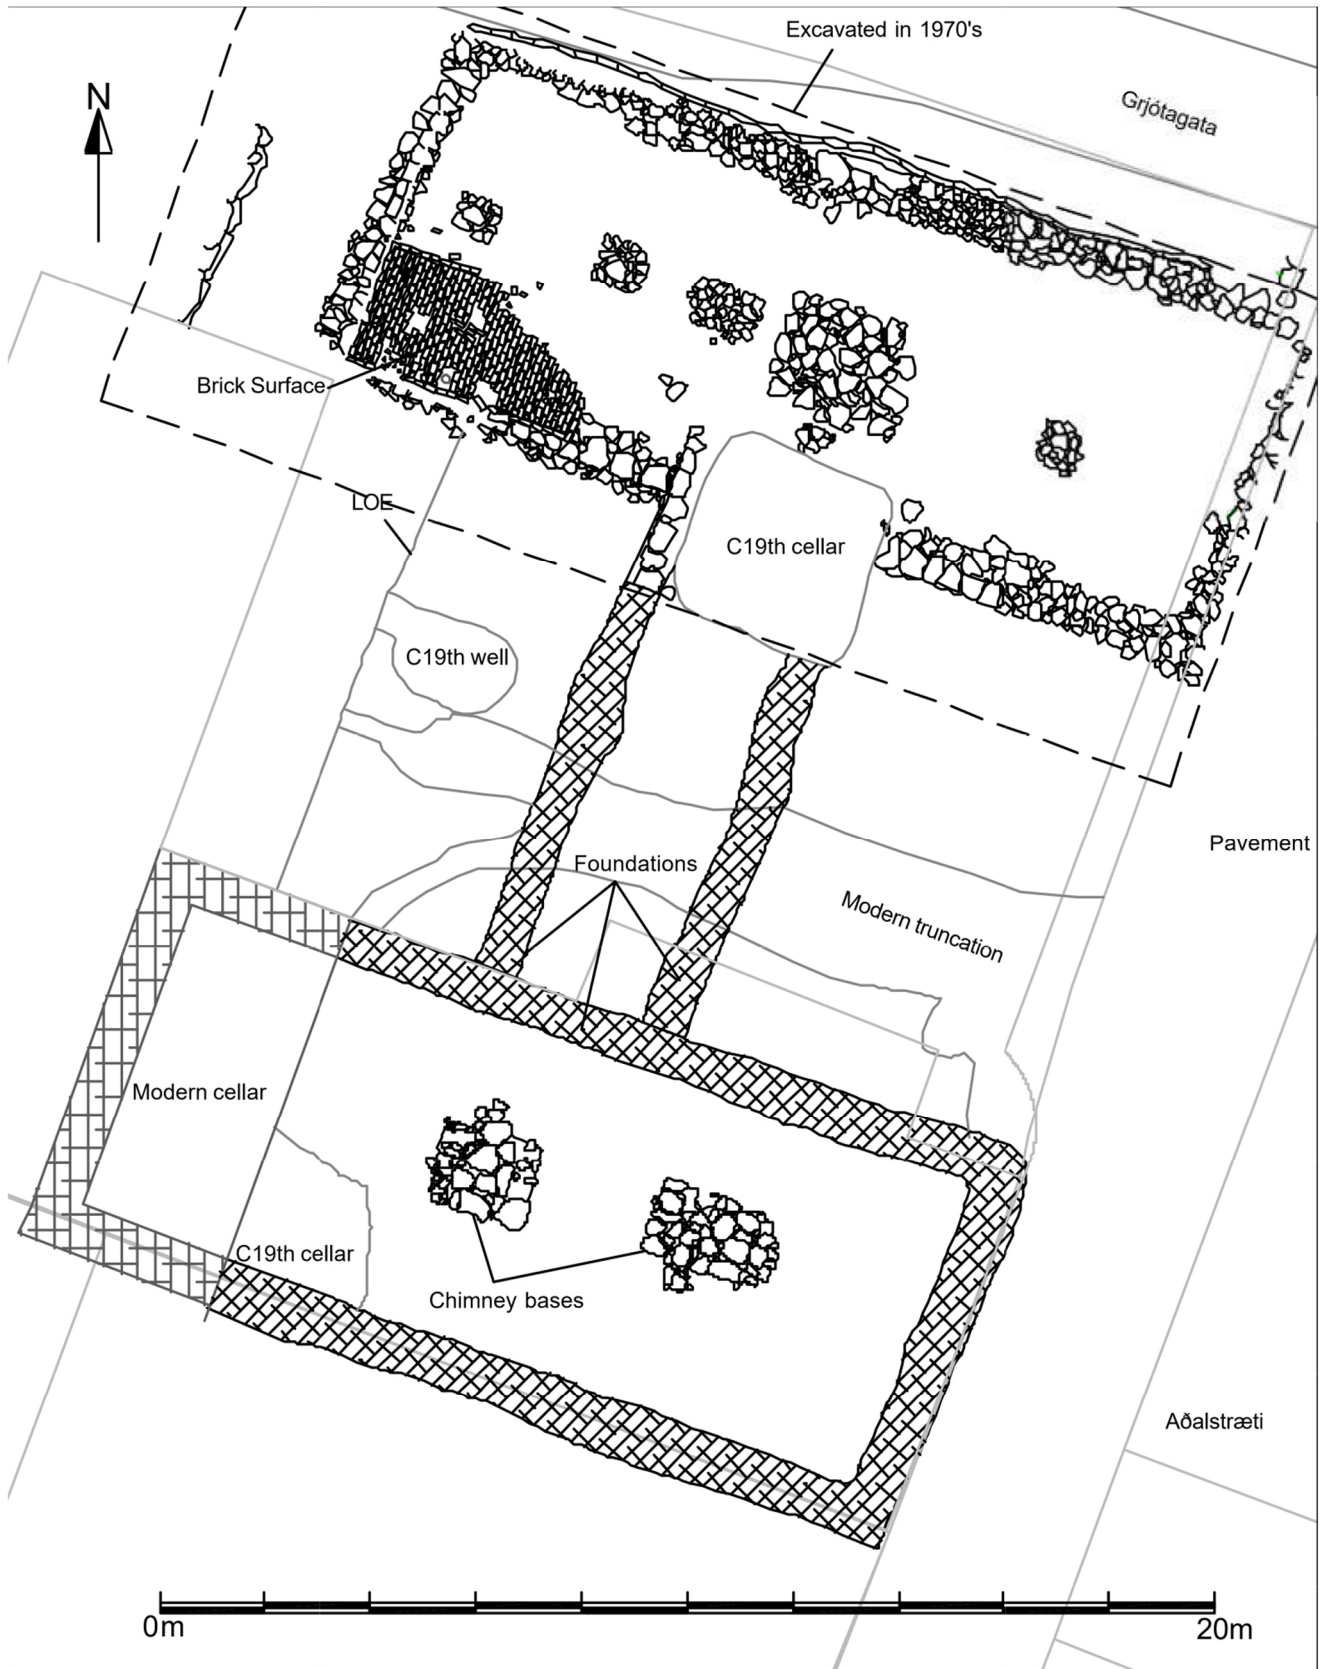 Excavated in 1970's
Grjótagata
N
Brick Surface
LOE
C19th cellar
C19th well
Foundations
Pavement
Modern truncation
Modern cellar
C19th cellar
Chimney bases
Aðalstræti
0m
20m